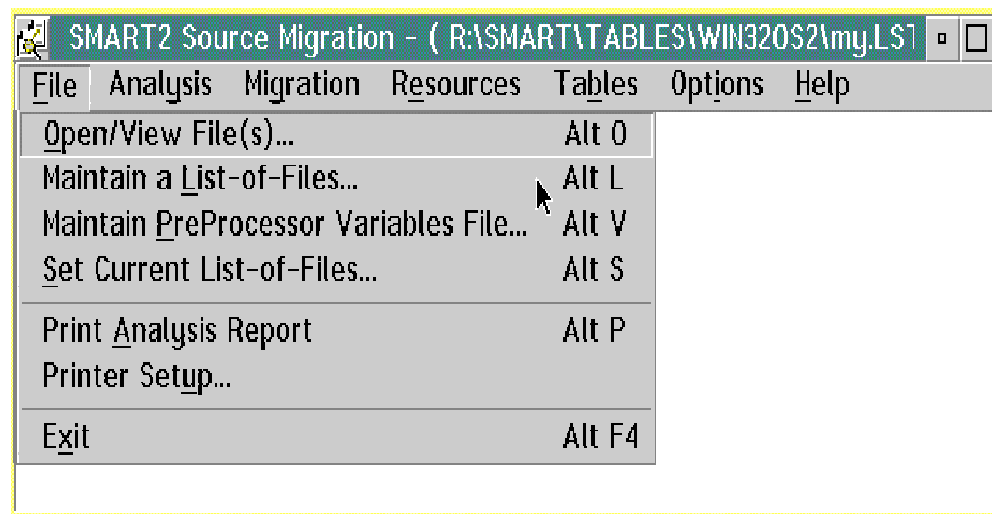 SMART2 Source Migration - ( R:\SMART\TABLES\WIN32OS2\my.LST
File Analysis Migration Resources Tables Options Help
Open/View File(s)... Alt O
Maintain a List-of-Files... Alt L
Maintain PreProcessor Variables File... Alt V
Set Current List-of-Files... Alt S
Print Analysis Report Alt P
Printer Setup...
Exit Alt F4